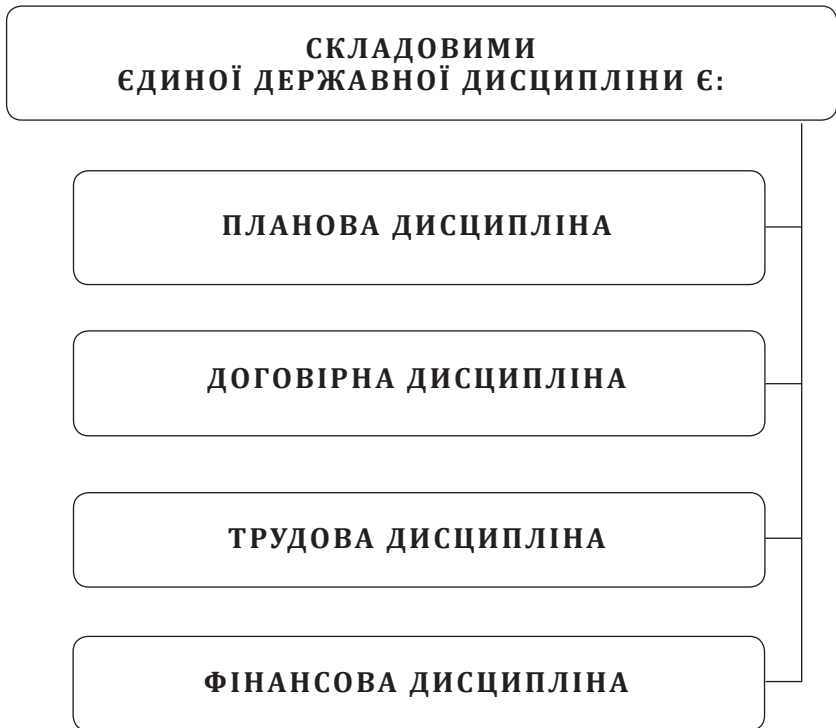 СКЛАДОВИМИ
ЄДИНОЇ ДЕРЖАВНОЇ ДИСЦИПЛІНИ Є:
ПЛАНОВА ДИСЦИПЛІНА
ДОГОВІРНА ДИСЦИПЛІНА
ТРУДОВА ДИСЦИПЛІНА
ФІНАНСОВА ДИСЦИПЛІНА